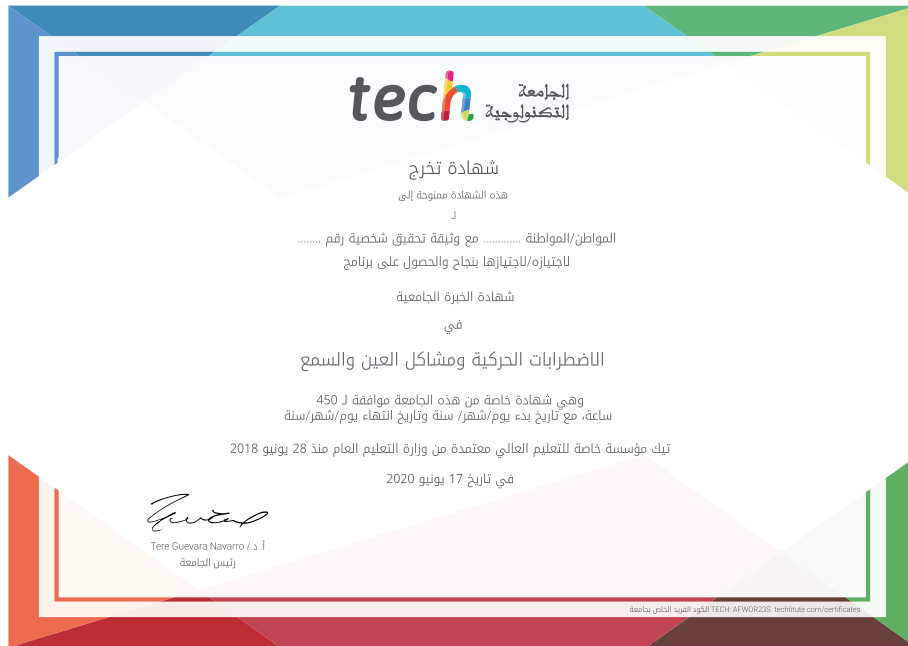 tech
الجامعة
التكنولوجية
شهادة تخرج
هذه الشهادة ممنوحة إلى
لـ
المواطن/المواطنة ............. مع وثيقة تحقيق شخصية رقم ........
لاجتيازه/لاجتيازها بنجاح والحصول على برنامج
شهادة الخبرة الجامعية
في
الاضطرابات الحركية ومشاكل العين والسمع
وهي شهادة خاصة من هذه الجامعة موافقة لـ 450
ساعة، مع تاريخ بدء يوم/شهر/ سنة وتاريخ انتهاء يوم/شهر/سنة
تيك مؤسسة خاصة للتعليم العالي معتمدة من وزارة التعليم العام منذ 28 يونيو 2018
في تاريخ 17 يونيو 2020
أ. د./ Tere Guevara Navarro
رئيس الجامعة
الكود الفريد الخاص بجامعة TECH: AFWOR23S techtitute.com/certificates